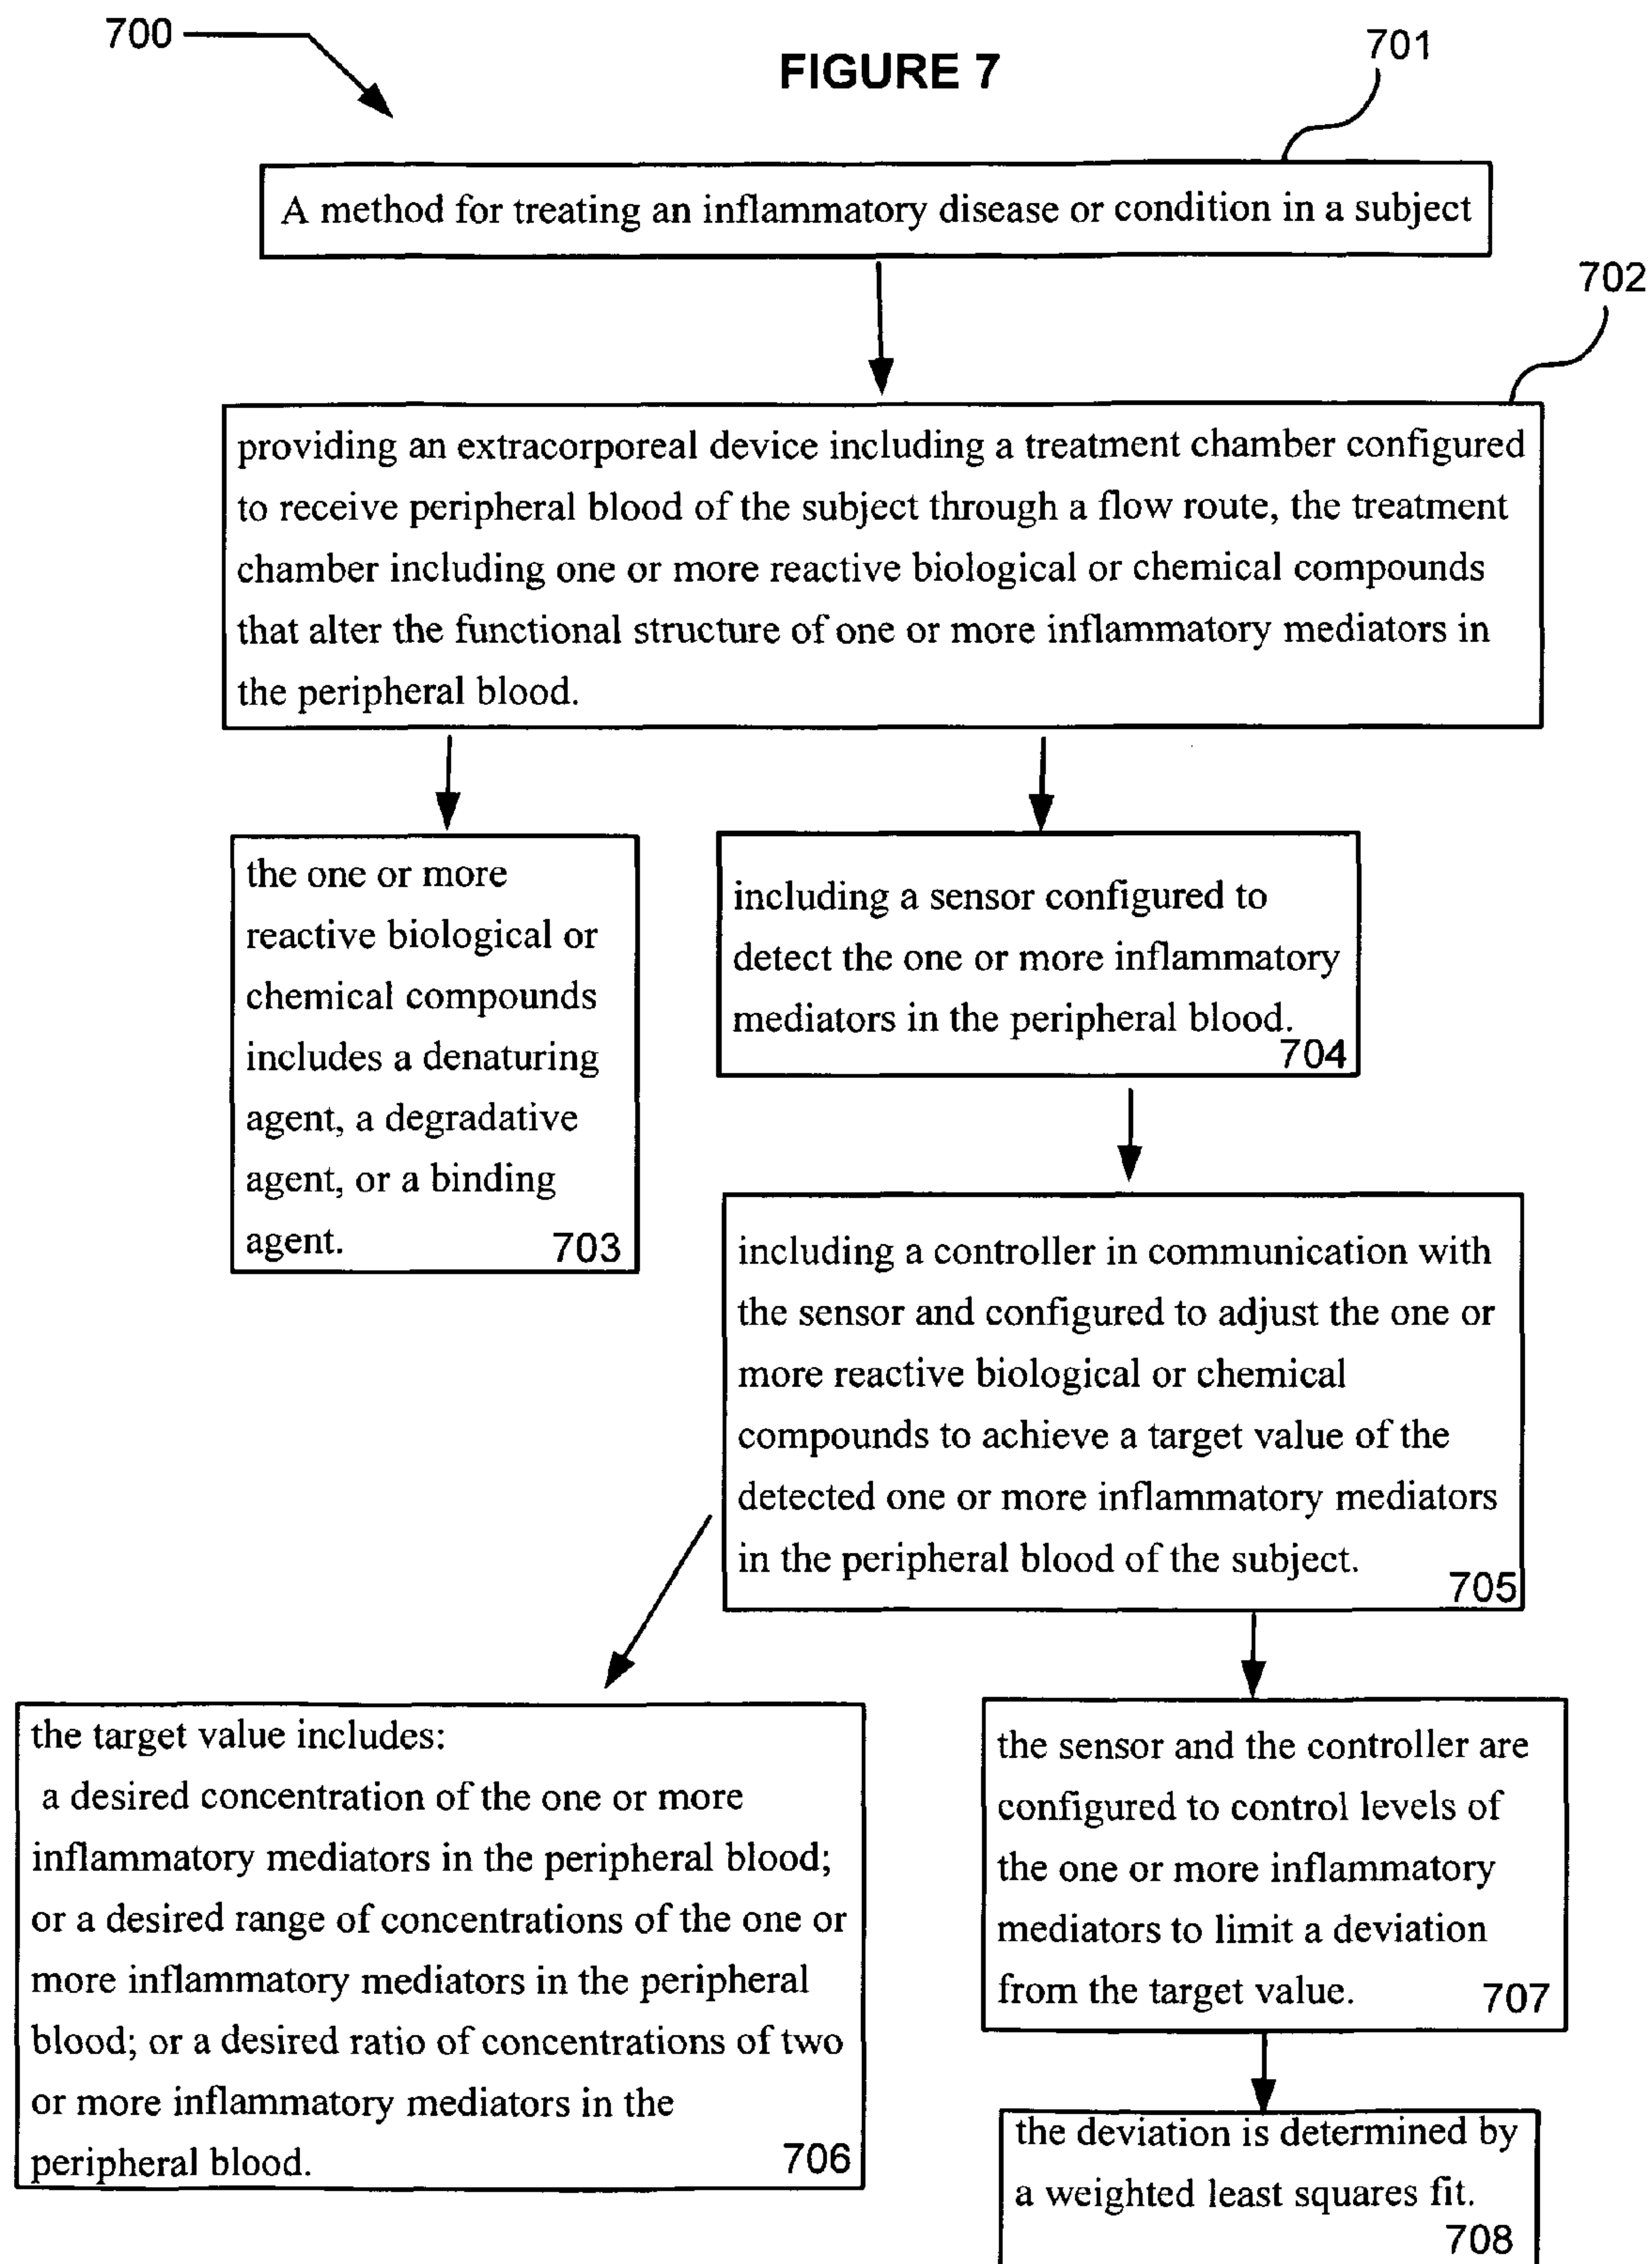 700
FIGURE 7
701
A method for treating an inflammatory disease or condition in a subject
702
providing an extracorporeal device including a treatment chamber configured
to receive peripheral blood of the subject through a flow route, the treatment
chamber including one or more reactive biological or chemical compounds
that alter the functional structure of one or more inflammatory mediators in
the peripheral blood.
the one or more
reactive biological or
chemical compounds
includes a denaturing
agent, a degradative
agent, or a binding
agent.
703
including a sensor configured to
detect the one or more inflammatory
mediators in the peripheral blood.
704
including a controller in communication with
the sensor and configured to adjust the one or
more reactive biological or chemical
compounds to achieve a target value of the
detected one or more inflammatory mediators
in the peripheral blood of the subject.
705
the target value includes:
a desired concentration of the one or more
inflammatory mediators in the peripheral blood;
or a desired range of concentrations of the one or
more inflammatory mediators in the peripheral
blood; or a desired ratio of concentrations of two
or more inflammatory mediators in the
peripheral blood.
706
the sensor and the controller are
configured to control levels of
the one or more inflammatory
mediators to limit a deviation
from the target value.
707
the deviation is determined by
a weighted least squares fit.
708